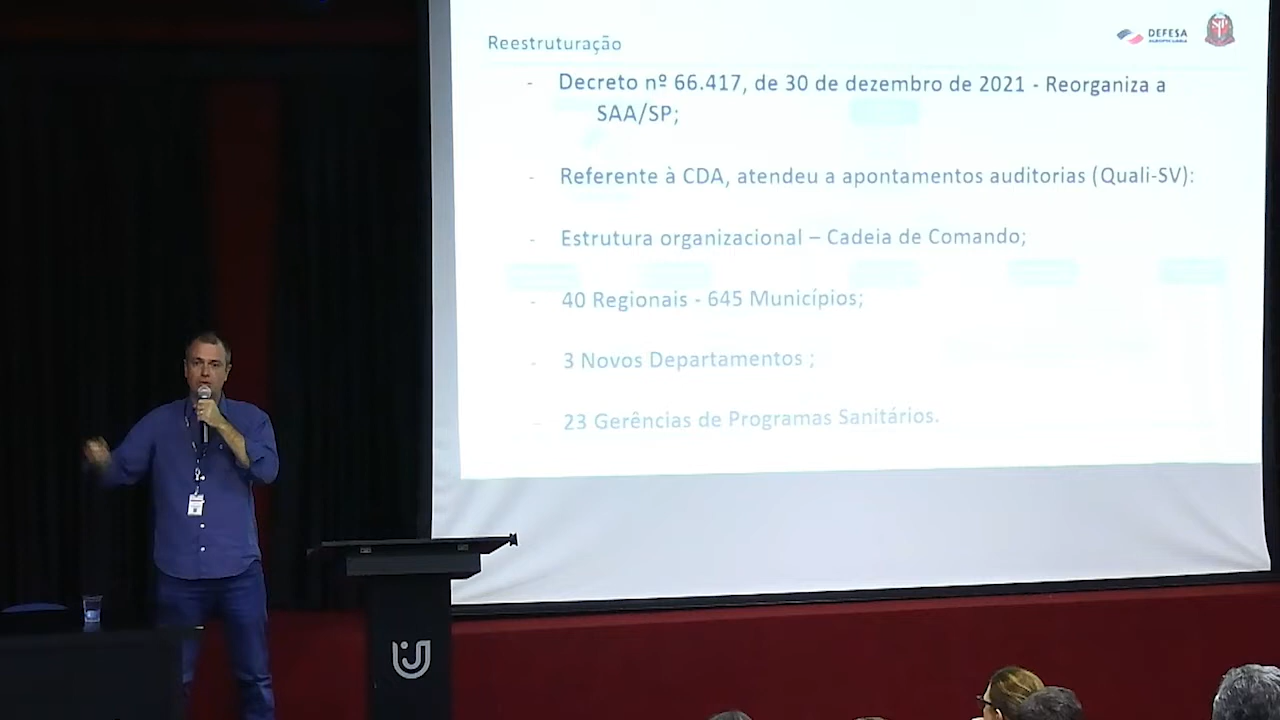 Reestruturação
DEFESA
- Decreto nº 66.417, de 30 de dezembro de 2021 - Reorganiza a
SAA/SP;
- Referente à CDA, atendeu a apontamentos auditorias (Quali-SV):
- Estrutura organizacional – Cadeia de Comando;
- 40 Regionais - 645 Municípios;
- 3 Novos Departamentos ;
- 23 Gerências de Programas Sanitários.